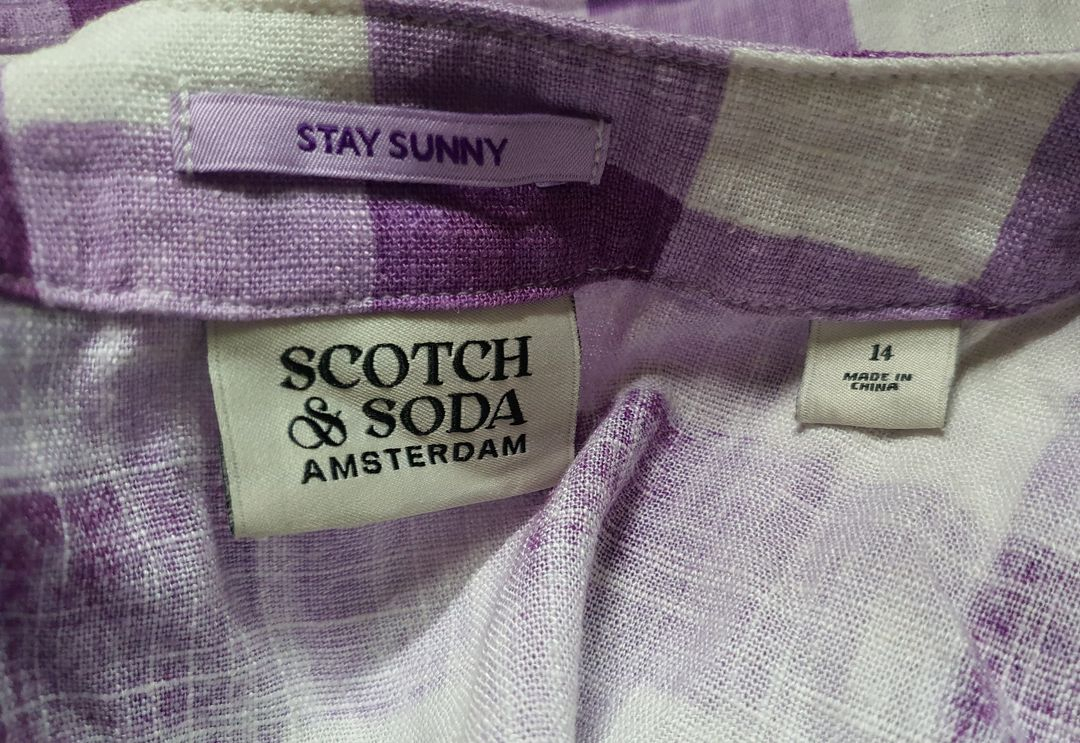 STAY SUNNY
SCOTCH
& SODA
AMSTERDAM
14
MADE IN
CHINA